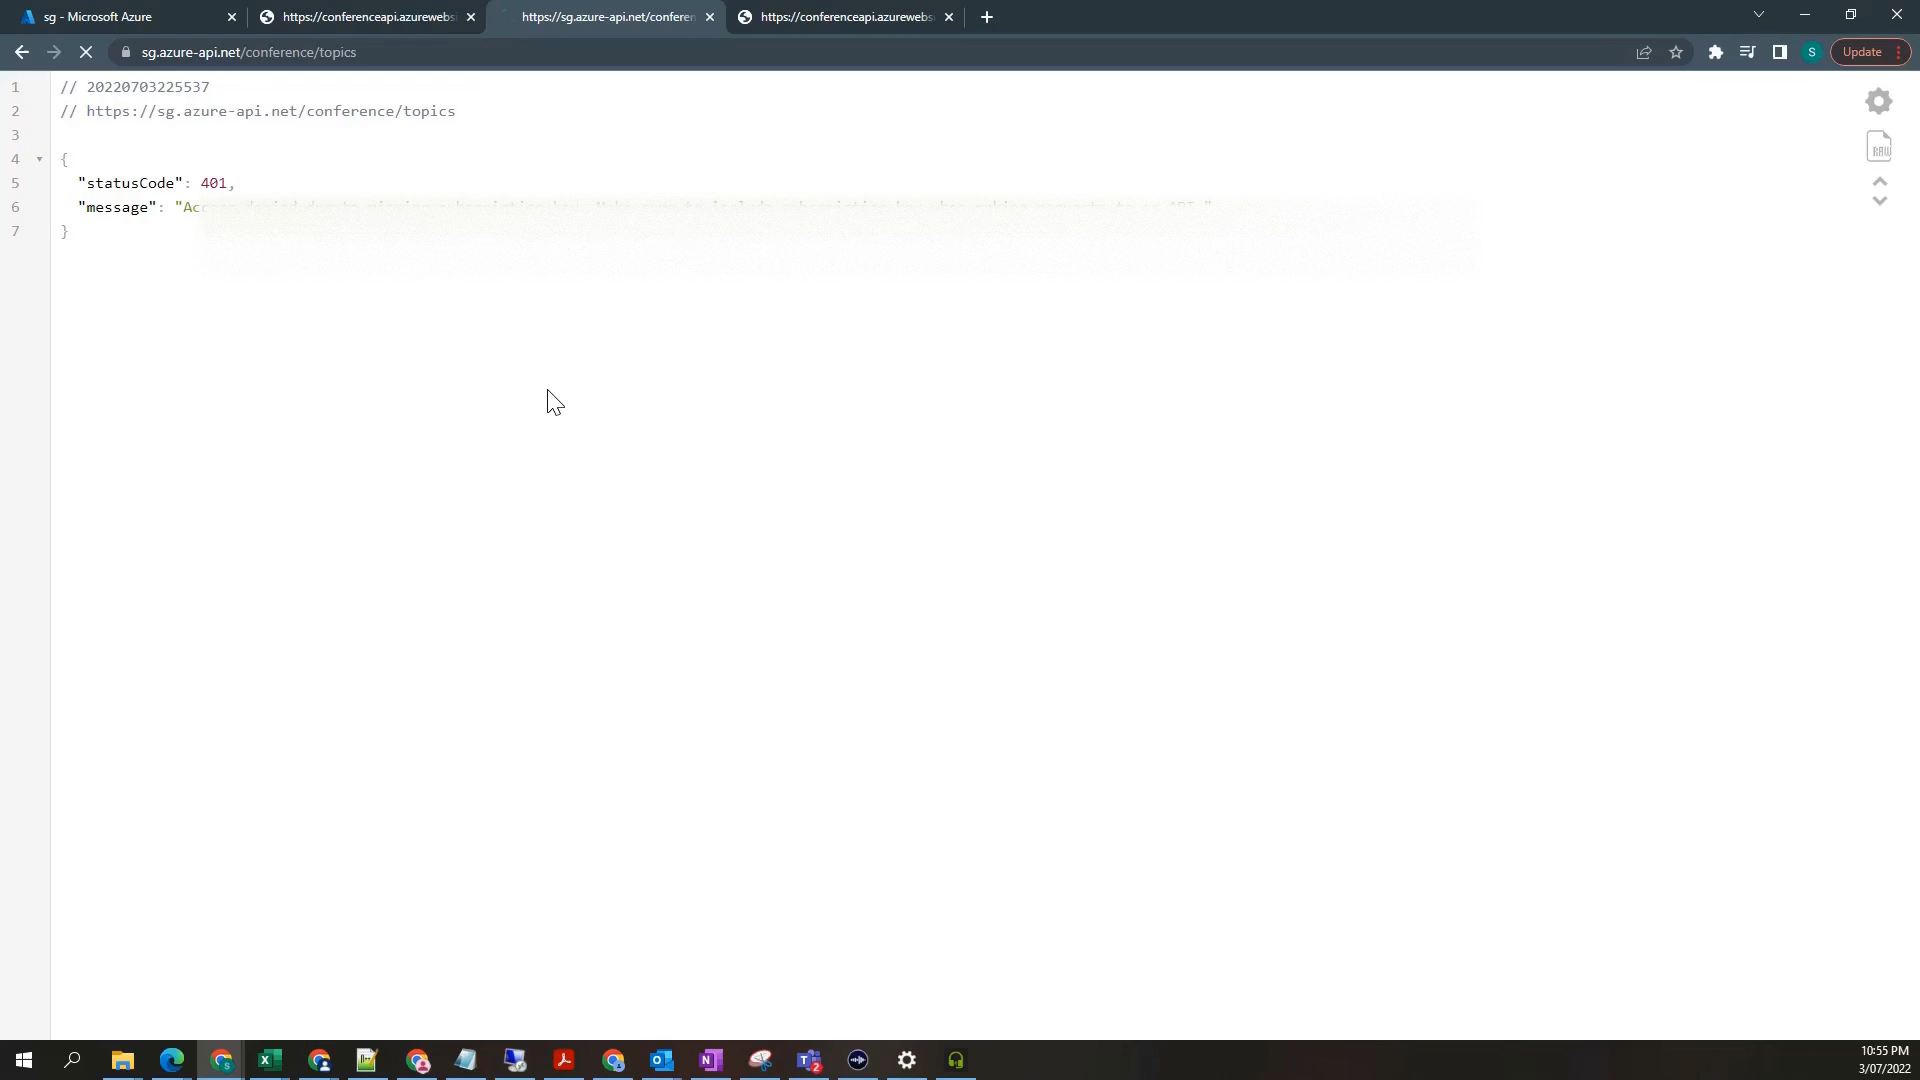 sg - Microsoft Azure
https://conferenceapi.azurewebsi
https://sg.azure-api.net/conferen
https://conferenceapi.azurewebsi
sg.azure-api.net/conference/topics
S
Update
1 // 20220703225537
2 // https://sg.azure-api.net/conference/topics
3
4 {
5 "statusCode": 401,
6 "message": "Acc
7 }
RAW
10:55 PM
3/07/2022